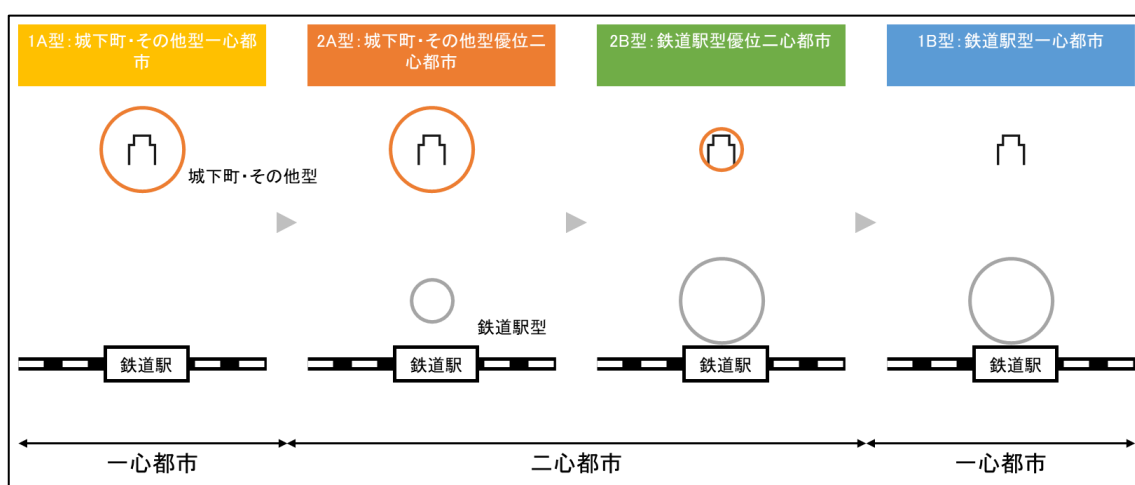 1A型：城下町・その他型一心都
市
2A型：城下町・その他型優位二
心都市
2B型：鉄道駅型優位二心都市
1B型：鉄道駅型一心都市
城下町・その他型
鉄道駅型
鉄道駅
鉄道駅
鉄道駅
鉄道駅
一心都市
二心都市
一心都市